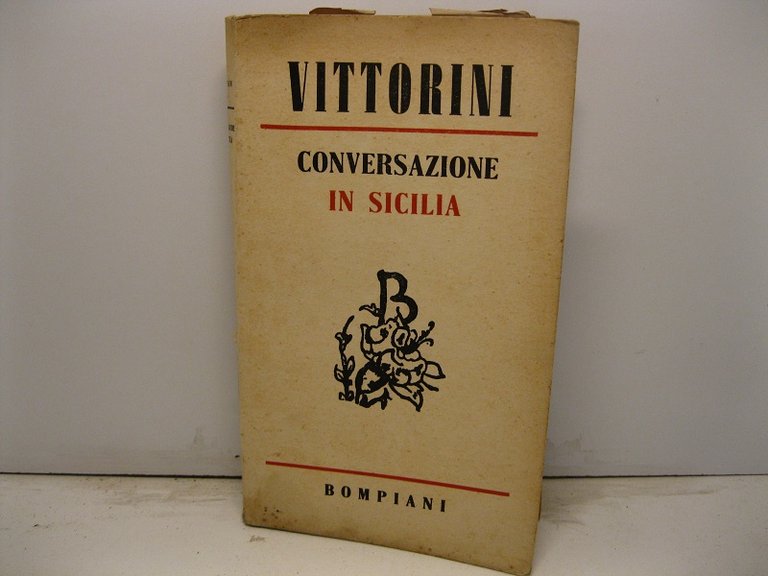 VITTORINI
CONVERSAZIONE
IN SICILIA
B
BOMPIANI